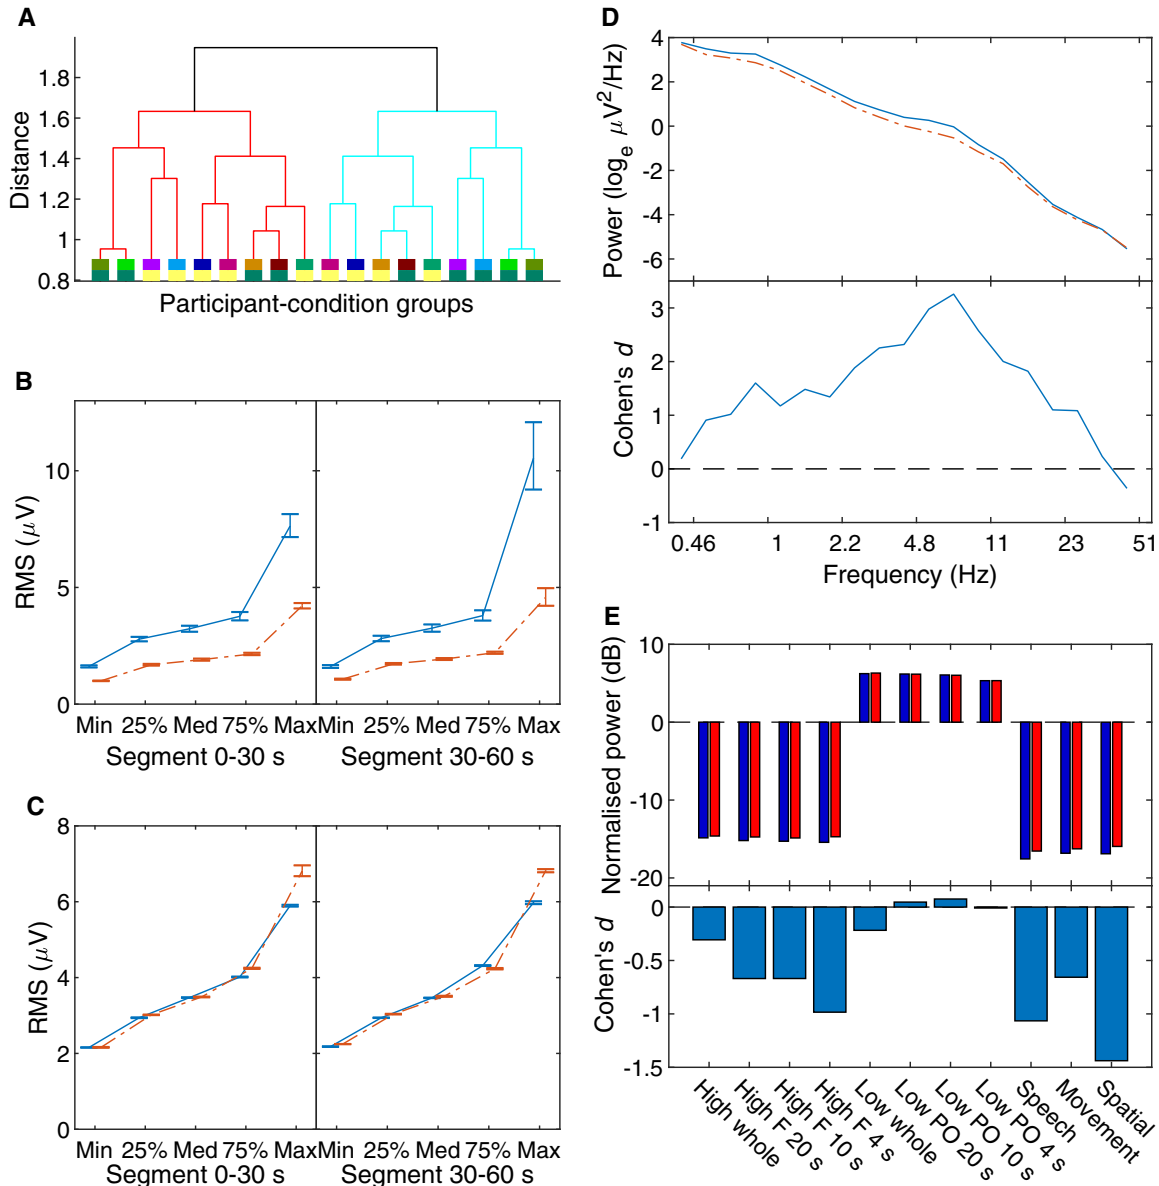 A
Distance
1.8
1.6
1.4
1.2
1
0.8
Participant-condition groups
B
RMS (μV)
10
5
0
Min 25% Med 75% Max Min 25% Med 75% Max
Segment 0-30 s Segment 30-60 s
C
RMS (μV)
8
6
4
2
0
Min 25% Med 75% Max Min 25% Med 75% Max
Segment 0-30 s Segment 30-60 s
D
Power (logₑ μV²/Hz)
4
2
0
-2
-4
-6
Cohen's d
3
2
1
0
-1
0.46 1 2.2 4.8 11 23 51
Frequency (Hz)
E
Normalised power (dB)
10
0
-10
-20
Cohen's d
0
-0.5
-1
-1.5
High whole
High F 20 s
High F 10 s
High F 4 s
Low whole
Low PO 20 s
Low PO 10 s
Low PO 4 s
Speech
Movement
Spatial